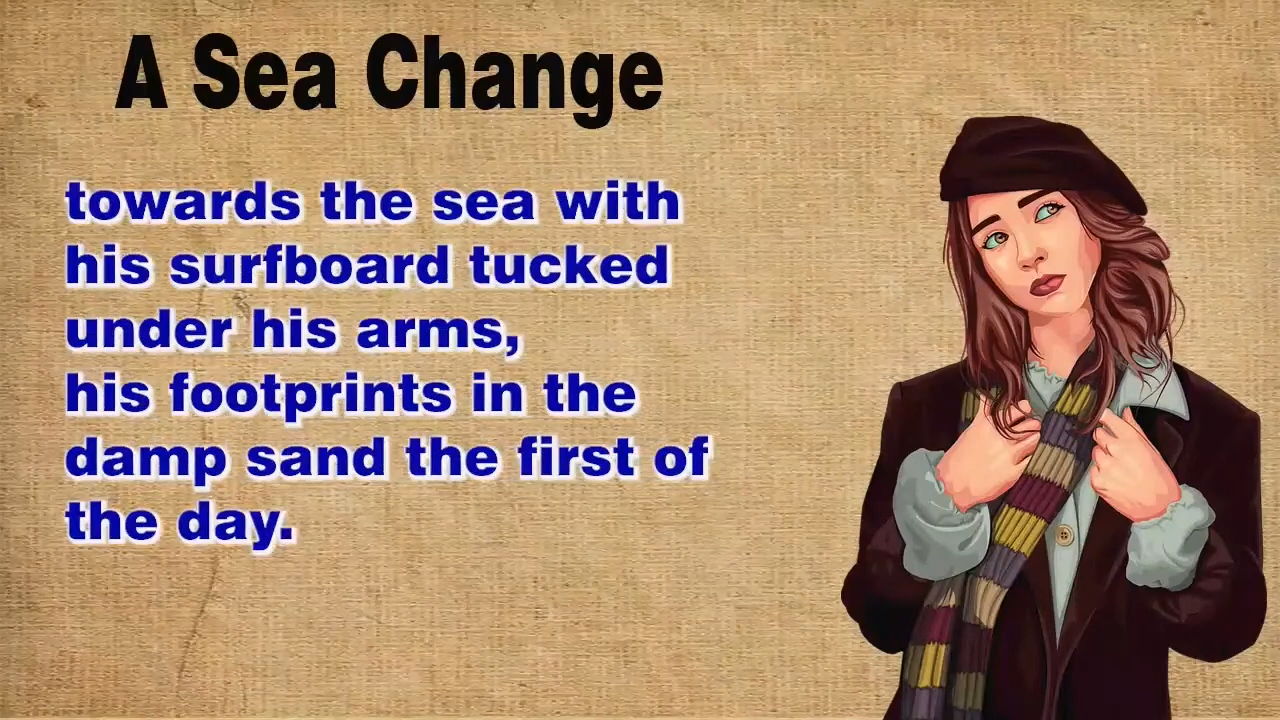 A Sea Change
towards the sea with
his surfboard tucked
under his arms,
his footprints in the
damp sand the first of
the day.